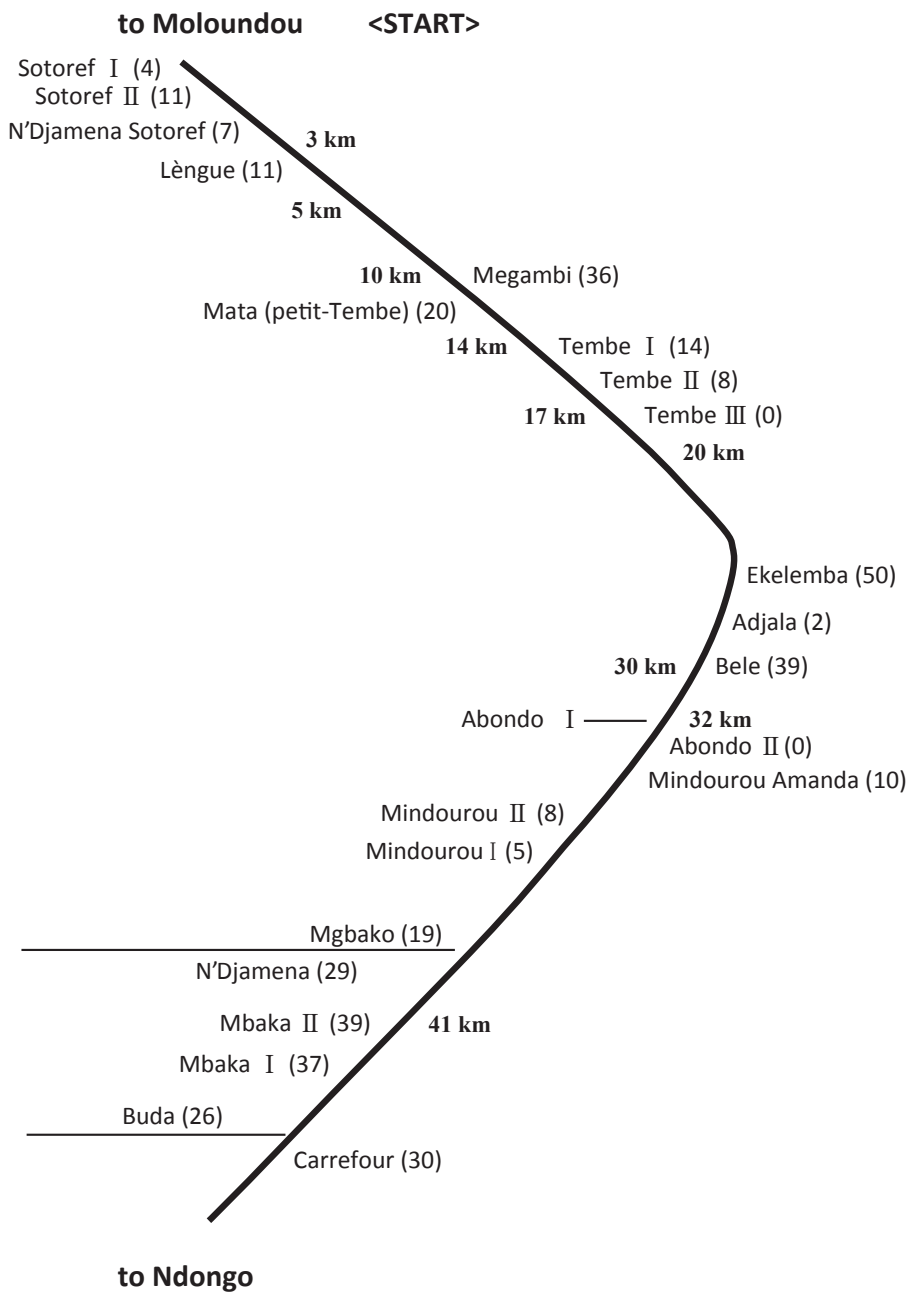 to Moloundou <START>
Sotoref Ⅰ (4)
Sotoref Ⅱ (11)
N’Djamena Sotoref (7)
3 km
Lèngue (11)
5 km
10 km
Megambi (36)
Mata (petit-Tembe) (20)
14 km
Tembe Ⅰ (14)
Tembe Ⅱ (8)
17 km
Tembe Ⅲ (0)
20 km
Ekelemba (50)
Adjala (2)
30 km
Bele (39)
Abondo Ⅰ
32 km
Abondo Ⅱ (0)
Mindourou Amanda (10)
Mindourou Ⅱ (8)
Mindourou Ⅰ (5)
Mgbako (19)
N’Djamena (29)
Mbaka Ⅱ (39)
41 km
Mbaka Ⅰ (37)
Buda (26)
Carrefour (30)
to Ndongo